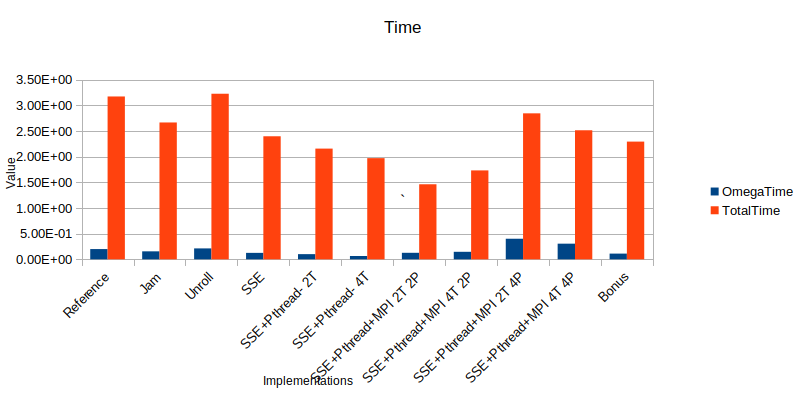 Time
3.50E+00
3.00E+00
2.50E+00
2.00E+00
1.50E+00
1.00E+00
5.00E-01
0.00E+00
Value
Reference
Jam
Unroll
SSE
SSE+Pthread- 2T
SSE+Pthread- 4T
SSE+Pthread+MPI 2T 2P
SSE+Pthread+MPI 4T 2P
SSE+Pthread+MPI 2T 4P
SSE+Pthread+MPI 4T 4P
Bonus
Implementations
OmegaTime
TotalTime